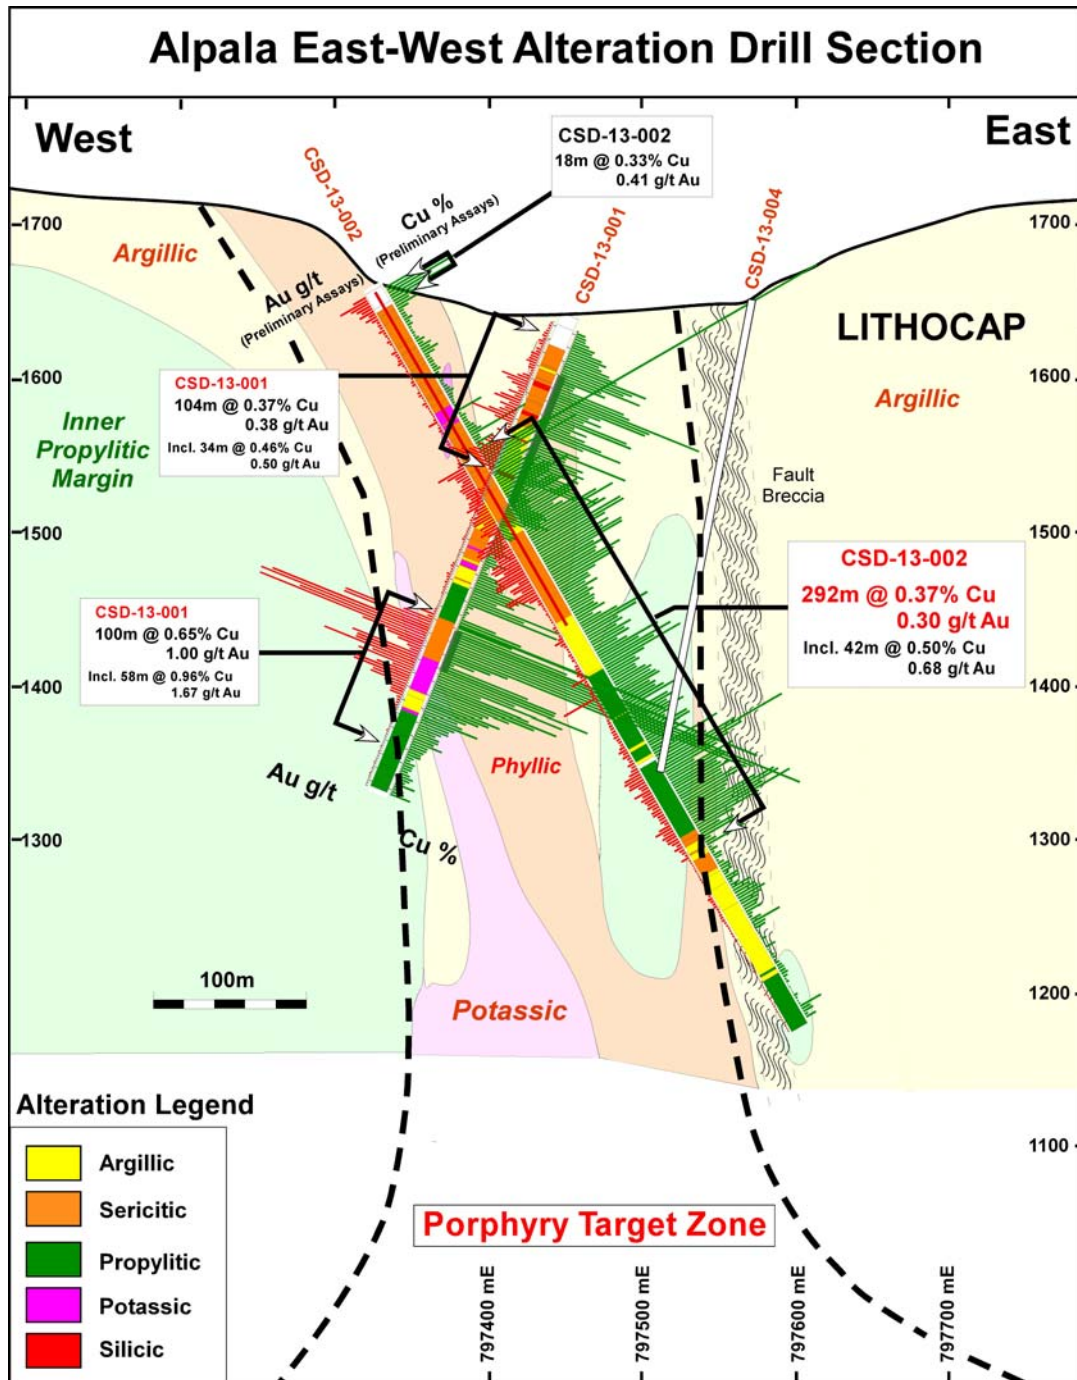 Alpala East-West Alteration Drill Section
West
East
CSD-13-002
18m @ 0.33% Cu
0.41 g/t Au
CSD-13-002
Cu %
(Preliminary Assays)
CSD-13-001
CSD-13-004
1700
1700
Argillic
Au g/t
(Preliminary Assays)
LITHOCAP
1600
1600
CSD-13-001
104m @ 0.37% Cu
0.38 g/t Au
Incl. 34m @ 0.46% Cu
0.50 g/t Au
Argillic
Inner
Propylitic
Margin
Fault
Breccia
1500
1500
CSD-13-002
292m @ 0.37% Cu
0.30 g/t Au
Incl. 42m @ 0.50% Cu
0.68 g/t Au
CSD-13-001
100m @ 0.65% Cu
1.00 g/t Au
Incl. 58m @ 0.96% Cu
1.67 g/t Au
1400
1400
Phyllic
Au g/t
Cu %
1300
1300
100m
Potassic
1200
1100
Alteration Legend
Argillic
Sericitic
Propylitic
Potassic
Silicic
Porphyry Target Zone
797400 mE
797500 mE
797600 mE
797700 mE